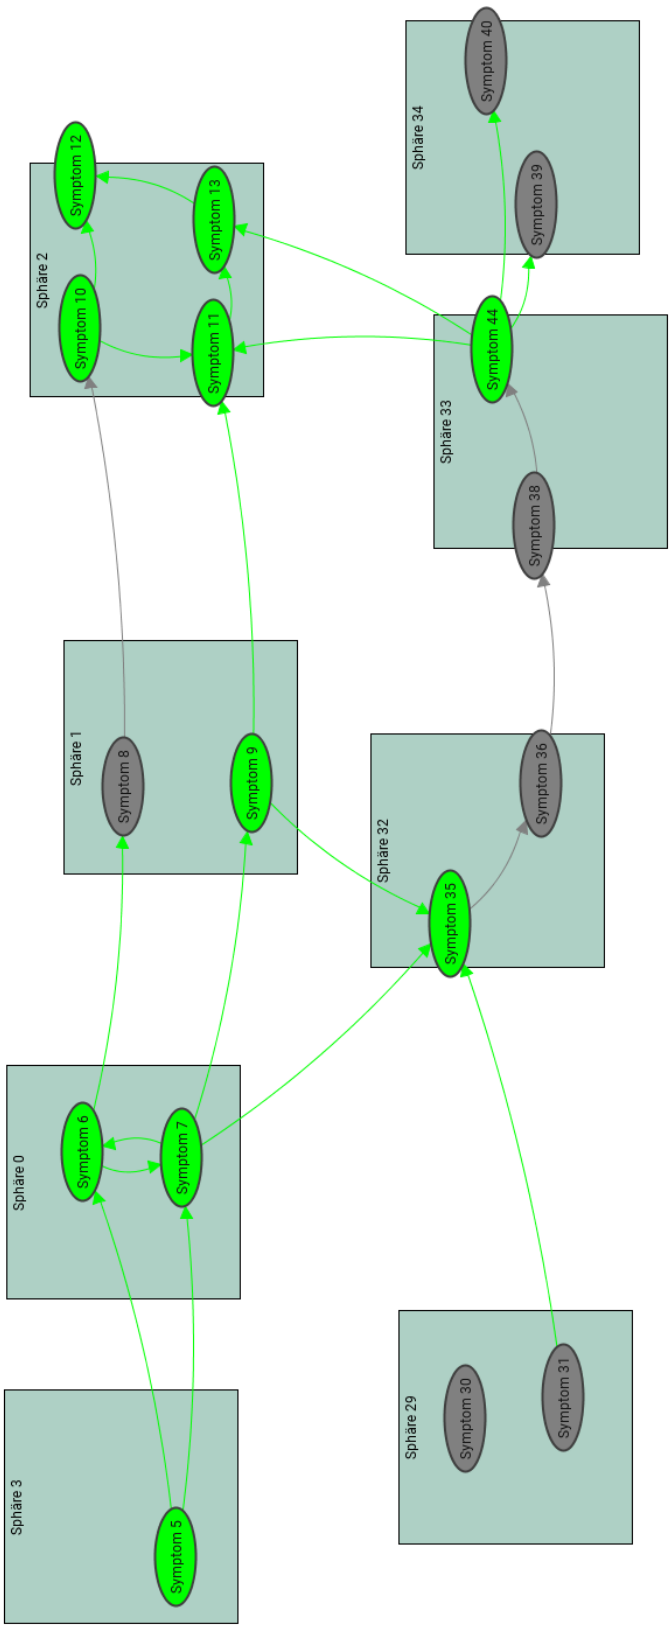 Sphäre 3
Symptom 5
Sphäre 0
Symptom 6
Symptom 7
Sphäre 1
Symptom 8
Symptom 9
Sphäre 2
Symptom 10
Symptom 11
Symptom 12
Symptom 13
Sphäre 29
Symptom 30
Symptom 31
Sphäre 32
Symptom 35
Symptom 36
Sphäre 33
Symptom 38
Symptom 44
Sphäre 34
Symptom 39
Symptom 40